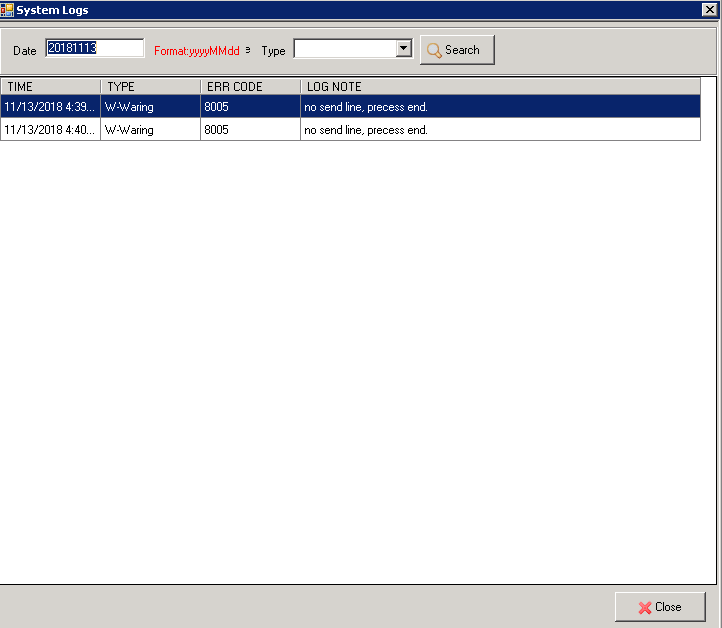 System Logs
Date 20181113 Format:yyyyMMdd e Type Search
TIME TYPE ERR CODE LOG NOTE
11/13/2018 4:39... W-Waring 8005 no send line, precess end.
11/13/2018 4:40... W-Waring 8005 no send line, precess end.
Close